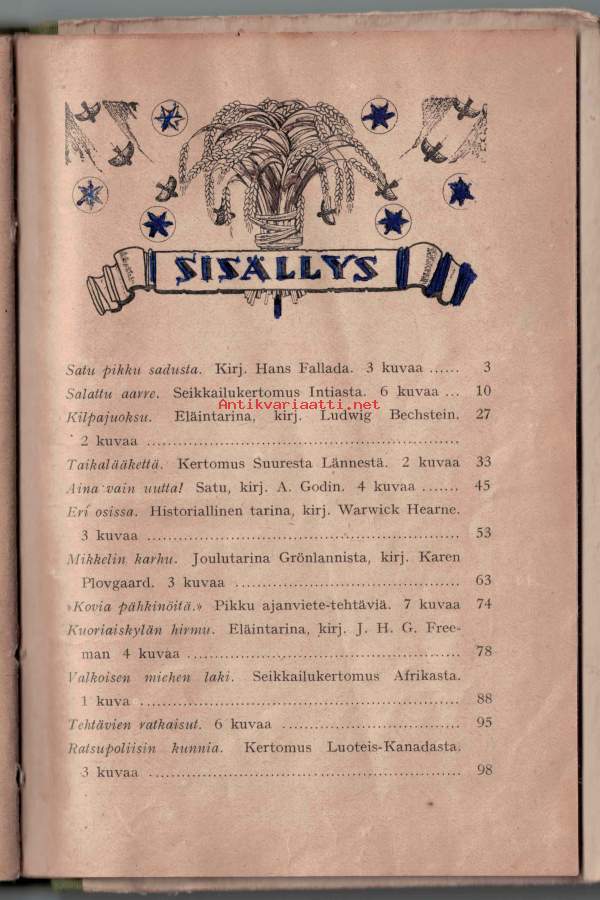 SISÄLLYS
Satu pikku sadusta. Kirj. Hans Fallada. 3 kuvaa ...... 3
Salattu aarre. Seikkailukertomus Intiasta. 6 kuvaa ... 10
Antikvariaatti.net
Kilpajuoksu. Eläintarina, kirj. Ludwig Bechstein. 27
2 kuvaa ......................................................
Taikalääkettä. Kertomus Suuresta Lännestä. 2 kuvaa 33
Aina vain uutta! Satu, kirj. A. Godin. 4 kuvaa ....... 45
Eri osissa. Historiallinen tarina, kirj. Warwick Hearne.
3 kuvaa ...................................................... 53
Mikkelin karhu. Joulutarina Grönlannista, kirj. Karen
Plovgaard. 3 kuvaa ...................................... 63
»Kovia pähkinöitä.» Pikku ajanviete-tehtäviä. 7 kuvaa 74
Kuoriaiskylän hirmu. Eläintarina, kirj. J. H. G. Free-
man 4 kuvaa .............................................. 78
Valkoisen miehen laki. Seikkailukertomus Afrikasta.
1 kuva ...................................................... 88
Tehtävien ratkaisut. 6 kuvaa .............................. 95
Ratsupoliisin kunnia. Kertomus Luoteis-Kanadasta.
3 kuvaa ...................................................... 98